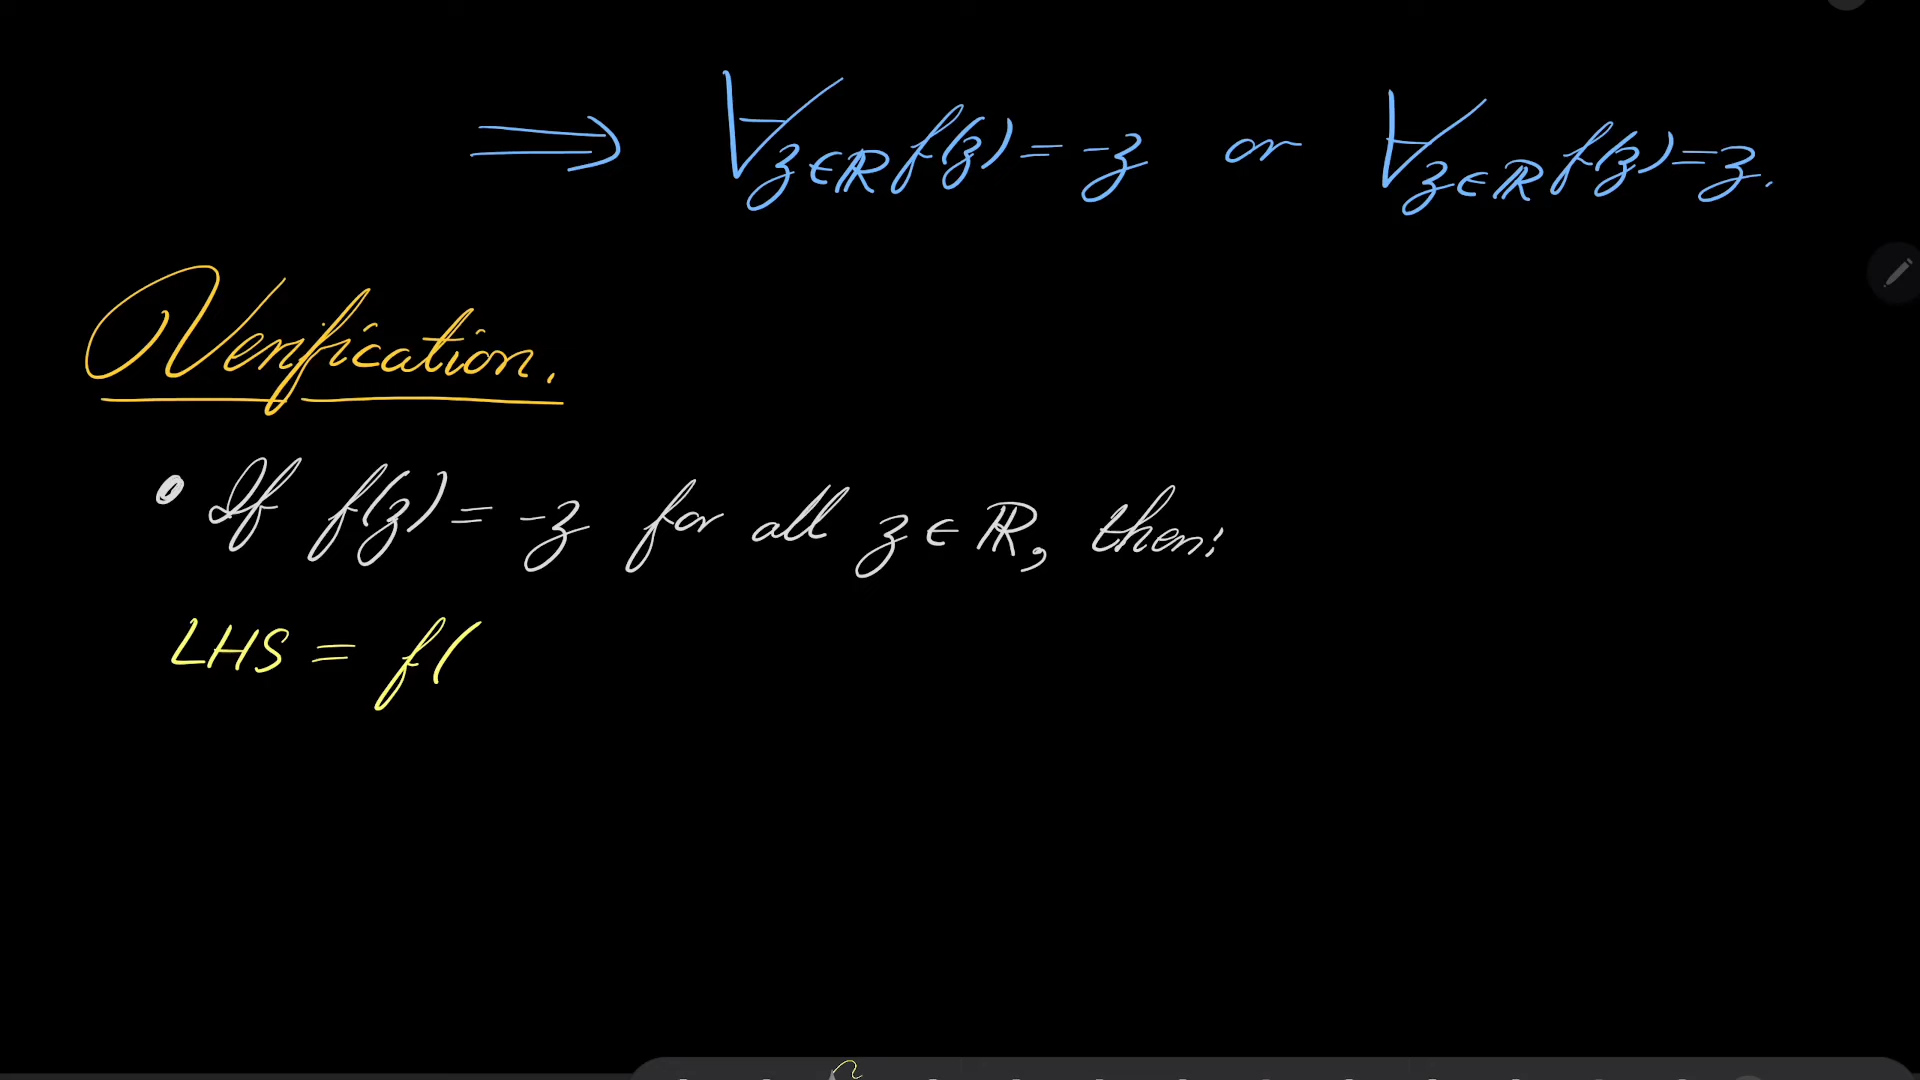 ⟹ ∀z∈ℝ f(z) = -z or ∀z∈ℝ f(z) = z.
Verification.
• If f(z) = -z for all z ∈ ℝ, then:
LHS = f(